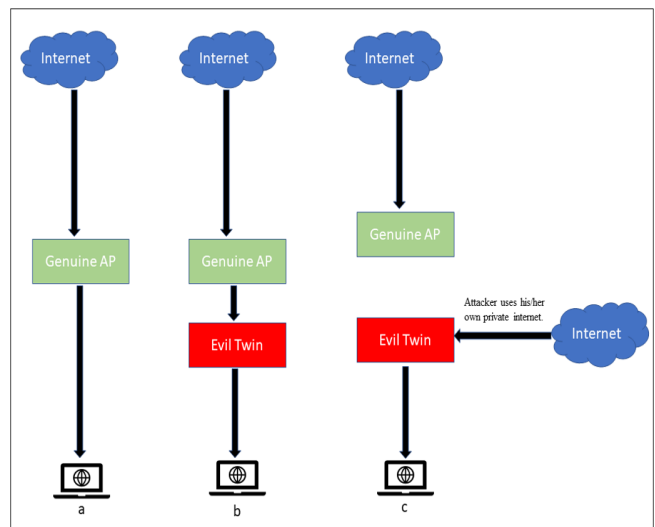 Internet
Internet
Internet
Genuine AP
Genuine AP
Genuine AP
Attacker uses his/her
own private internet.
Evil Twin
Evil Twin
Internet
a
b
c